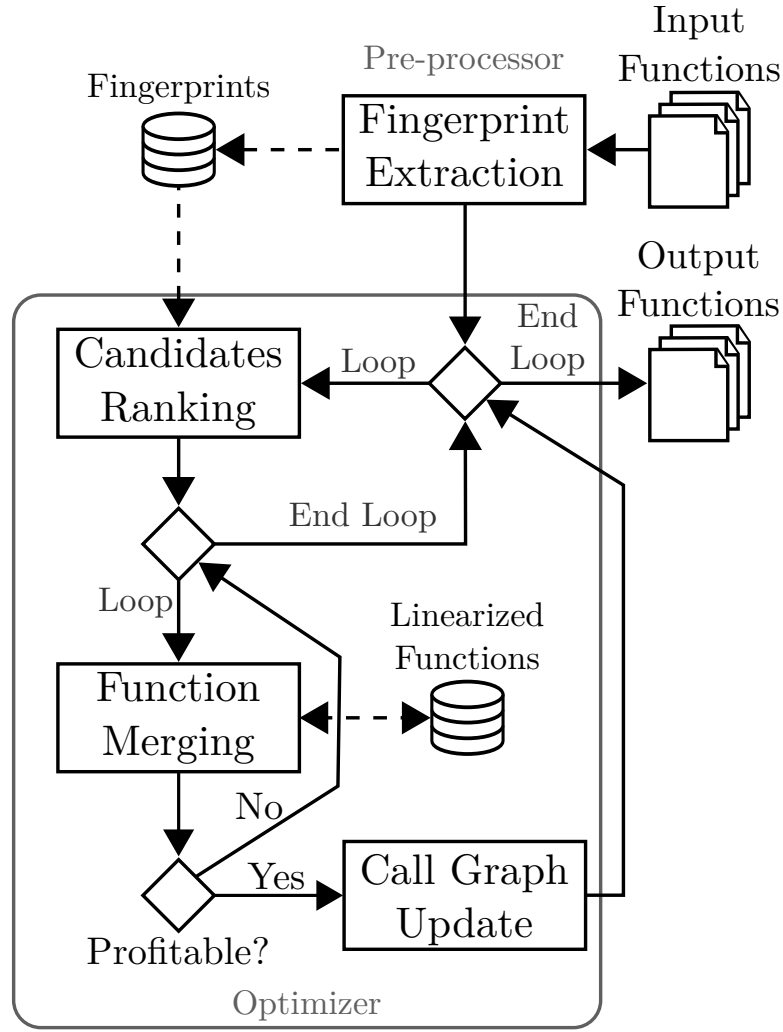 Input
Functions
Pre-processor
Fingerprints
Fingerprint
Extraction
Output
Functions
End
Loop
Loop
Candidates
Ranking
End Loop
Loop
Linearized
Functions
Function
Merging
No
Yes
Call Graph
Update
Profitable?
Optimizer